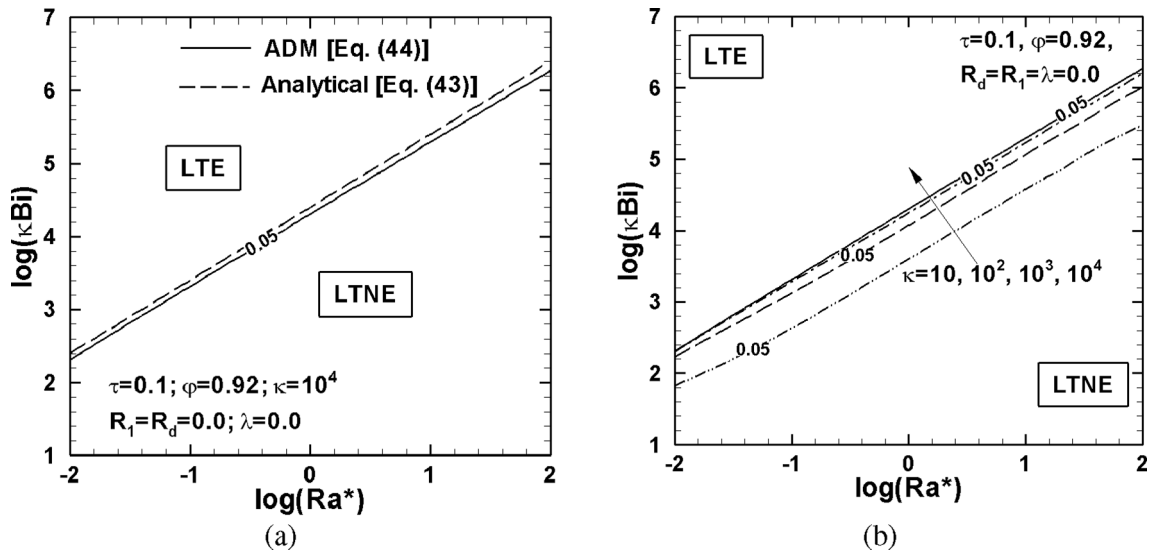 7
6
5
4
3
2
1
log(κBi)
ADM [Eq. (44)]
Analytical [Eq. (43)]
LTE
0.05
LTNE
τ=0.1; φ=0.92; κ=10⁴
R₁=R_d=0.0; λ=0.0
-2 -1 0 1 2
log(Ra*)
(a)
7
6
5
4
3
2
1
log(κBi)
LTE
τ=0.1, φ=0.92,
R_d=R₁=λ=0.0
0.05
0.05
0.05
κ=10, 10², 10³, 10⁴
0.05
LTNE
-2 -1 0 1 2
log(Ra*)
(b)